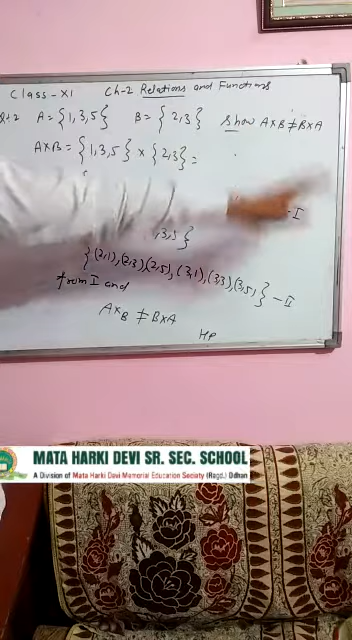 Class-XI Ch-2 Relations and Functions
A = {1,3,5} B = {2,3} Show A×B ≠ B×A
A×B = {1,3,5} × {2,3} =
-I
,3,5}
{(2,1),(2,3)(2,5),(3,1),(3,3),(3,5,} -II
from I and
A×B ≠ B×A
HP
MATA HARKI DEVI SR. SEC. SCHOOL
A Division of Mata Harki Devi Memorial Education Society (Regd.) Odhan